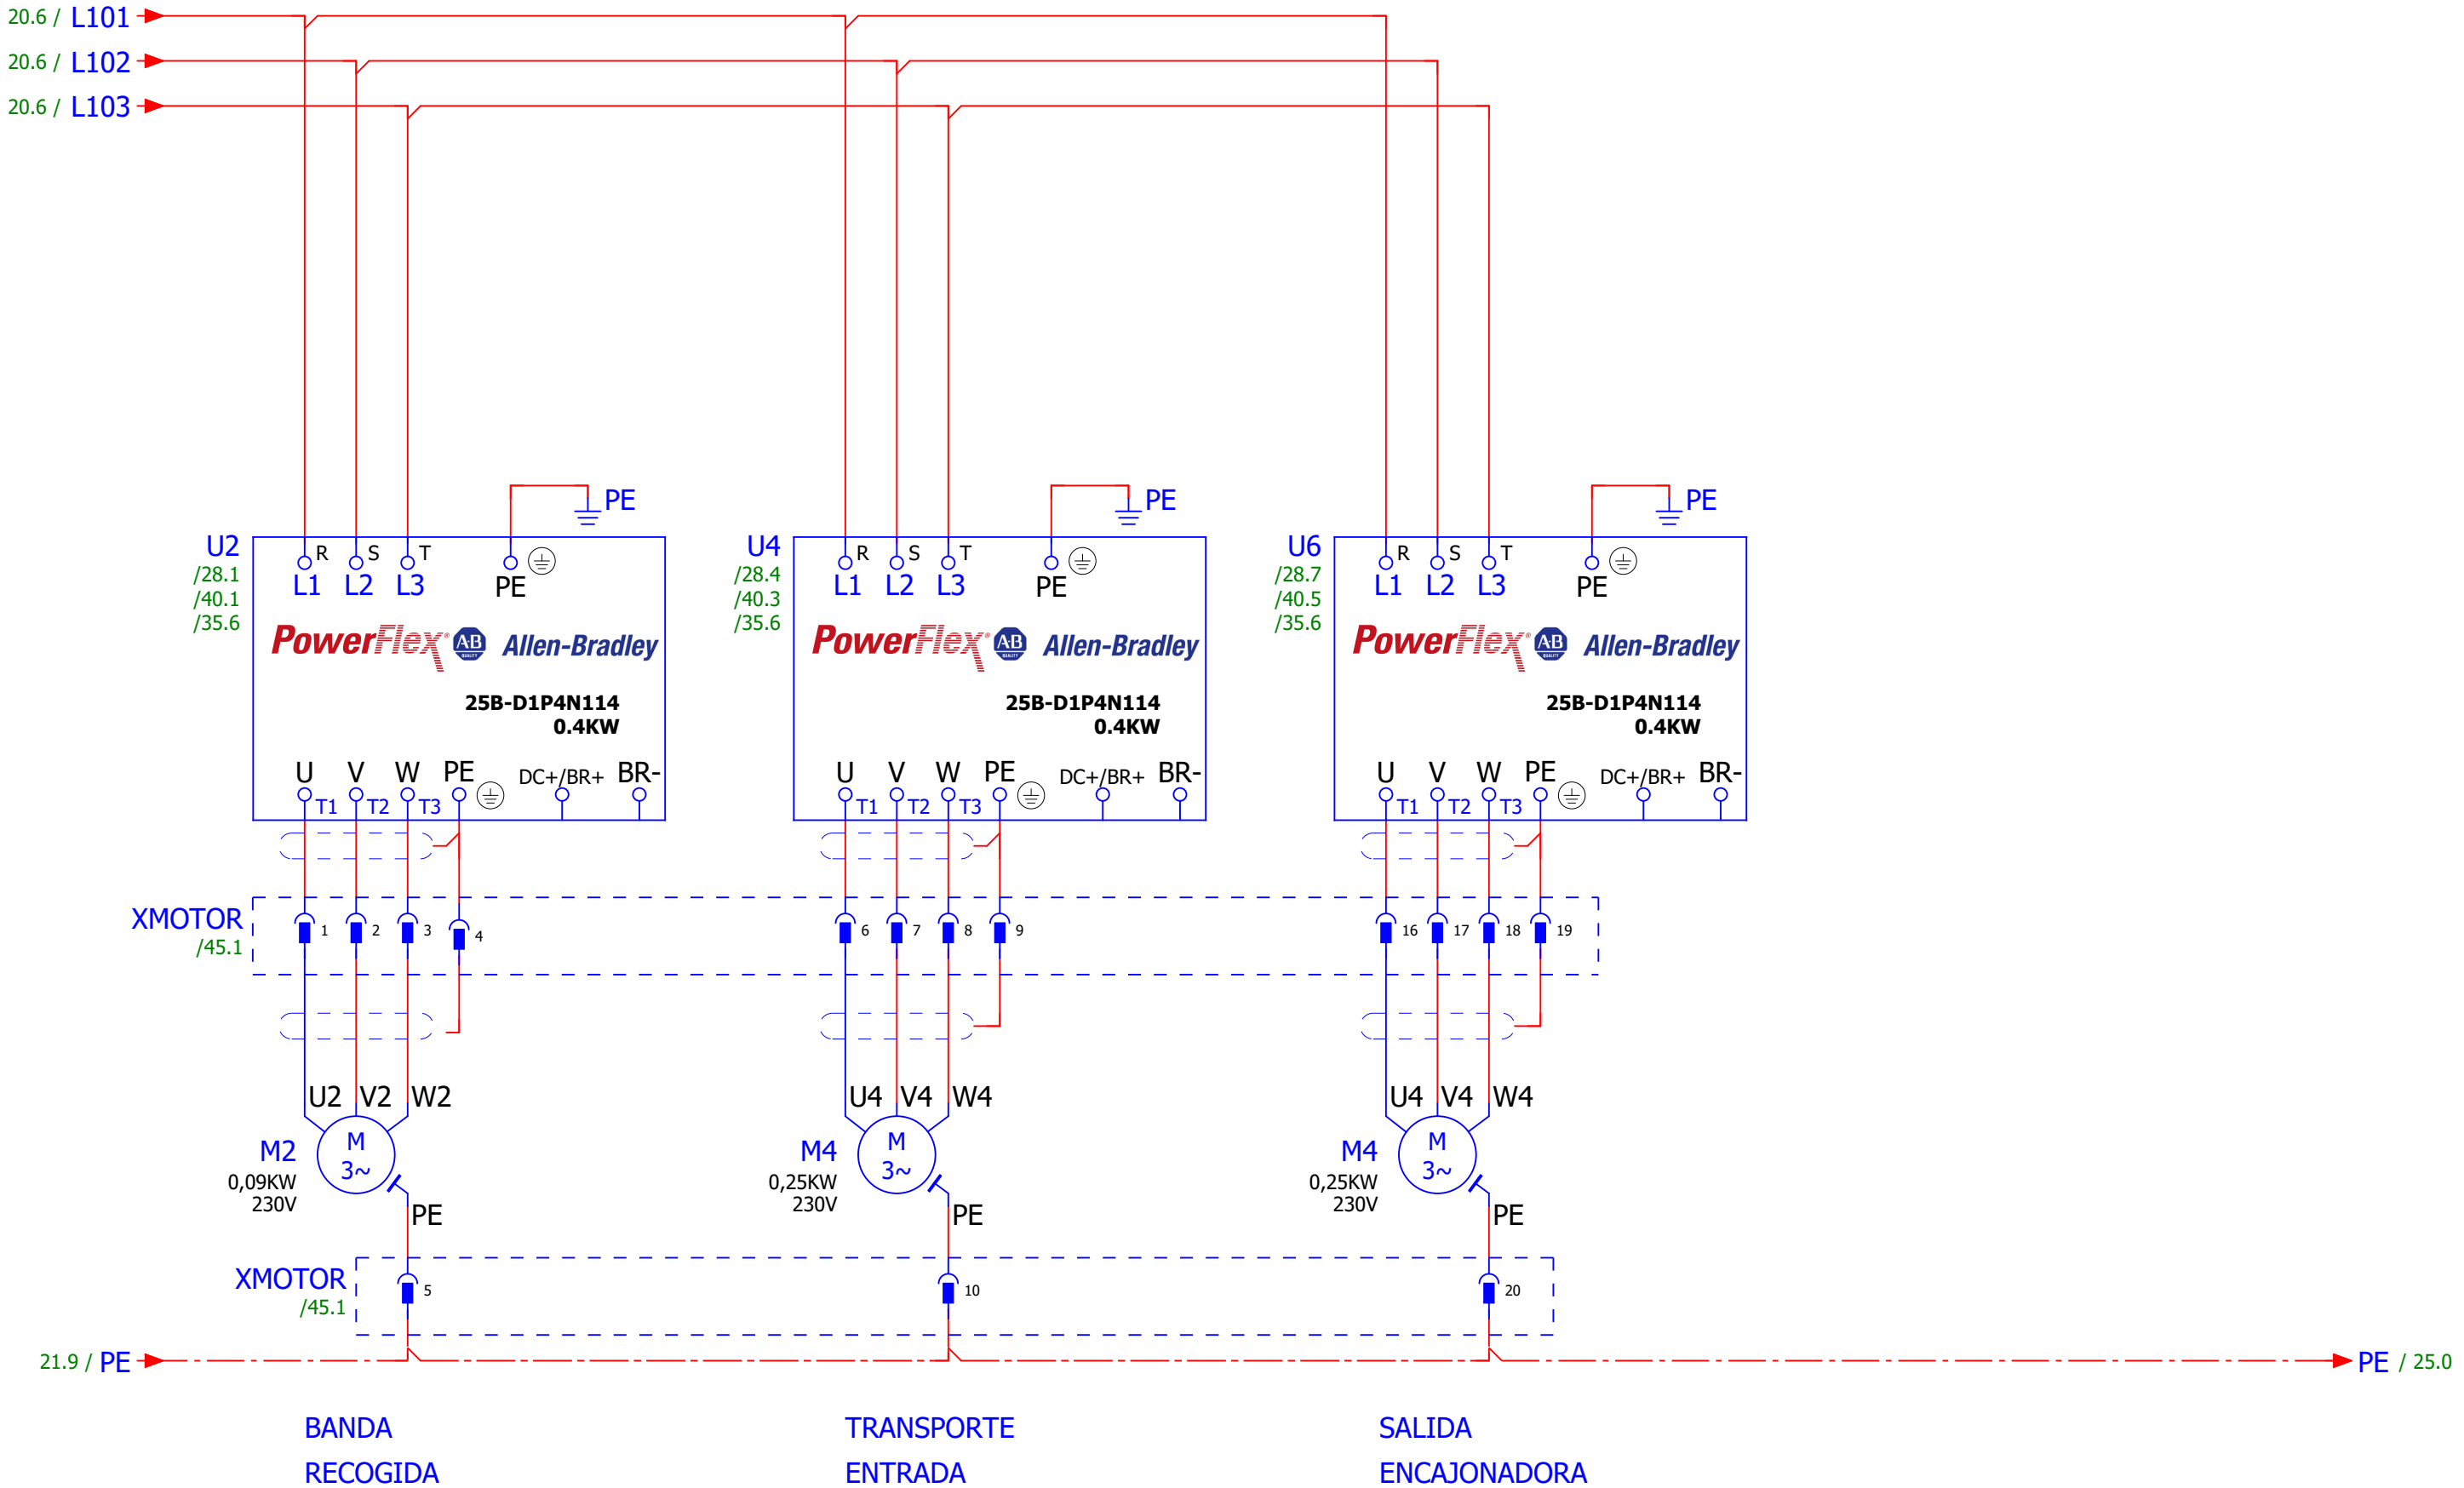 20.6 / L101
20.6 / L102
20.6 / L103
PE
PE
PE
U2
/28.1
/40.1
/35.6
R S T
L1 L2 L3 PE
PowerFlex® A·B QUALITY Allen-Bradley
25B-D1P4N114
0.4KW
U V W PE DC+/BR+ BR-
T1 T2 T3
U4
/28.4
/40.3
/35.6
R S T
L1 L2 L3 PE
PowerFlex® A·B QUALITY Allen-Bradley
25B-D1P4N114
0.4KW
U V W PE DC+/BR+ BR-
T1 T2 T3
U6
/28.7
/40.5
/35.6
R S T
L1 L2 L3 PE
PowerFlex® A·B QUALITY Allen-Bradley
25B-D1P4N114
0.4KW
U V W PE DC+/BR+ BR-
T1 T2 T3
XMOTOR
/45.1
1 2 3 4 6 7 8 9 16 17 18 19
U2 V2 W2
M2
0,09KW
230V
M
3~
PE
U4 V4 W4
M4
0,25KW
230V
M
3~
PE
U4 V4 W4
M4
0,25KW
230V
M
3~
PE
XMOTOR
/45.1
5 10 20
21.9 / PE
PE / 25.0
BANDA
RECOGIDA
TRANSPORTE
ENTRADA
SALIDA
ENCAJONADORA